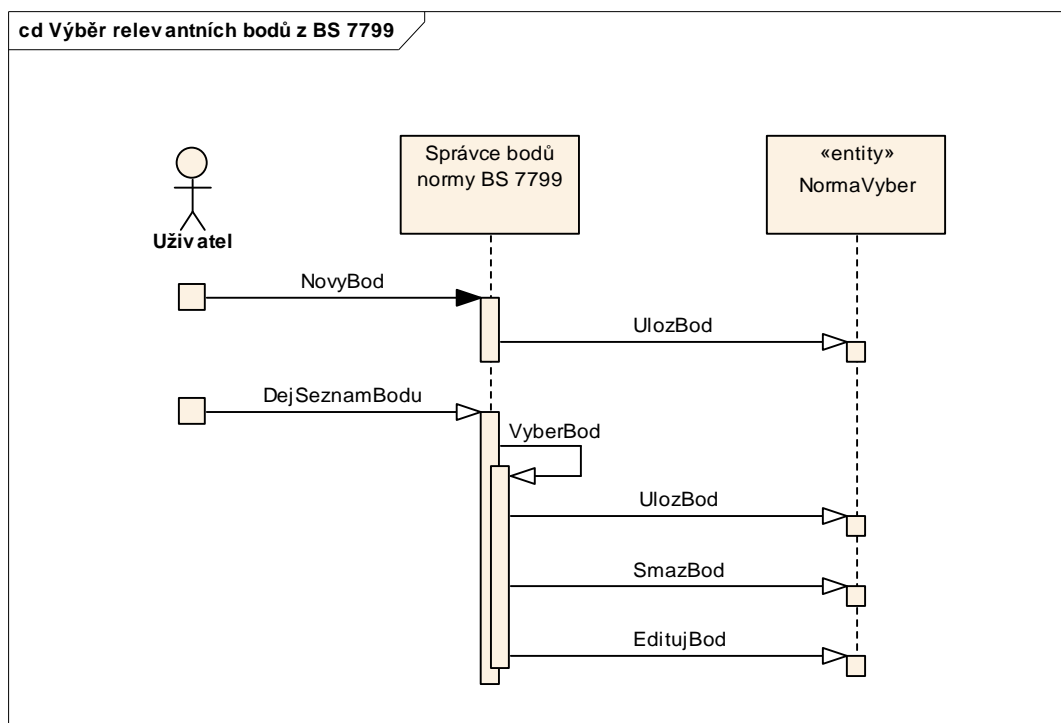 cd Výběr relevantních bodů z BS 7799
Uživatel
Správce bodů
normy BS 7799
«entity»
NormaVyber
NovyBod
UlozBod
DejSeznamBodu
VyberBod
UlozBod
SmazBod
EditujBod